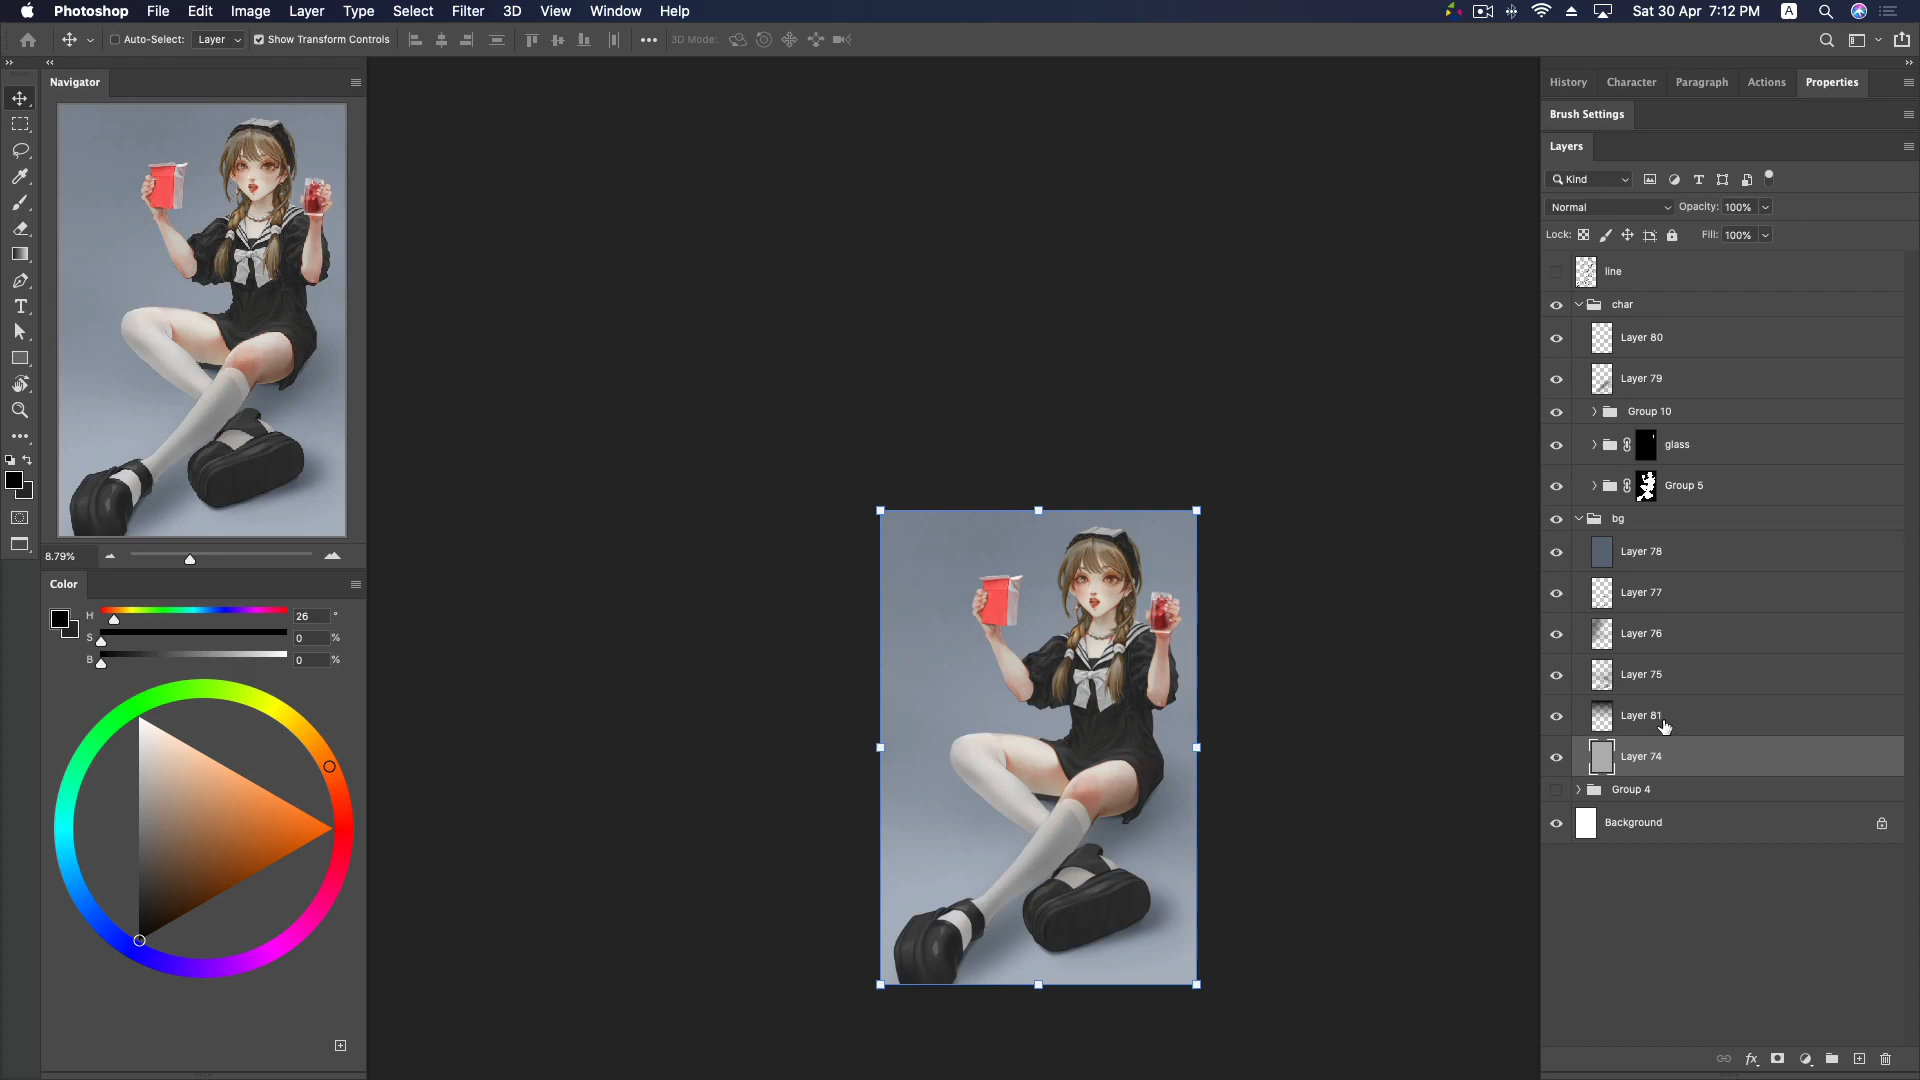 Photoshop File Edit Image Layer Type Select Filter 3D View Window Help Sat 30 Apr 7:12 PM A
Auto-Select: Layer Show Transform Controls 3D Mode:
Navigator
8.79%
Color
H 26 °
S 0 %
B 0 %
History Character Paragraph Actions Properties
Brush Settings
Layers
Kind
Normal Opacity: 100%
Lock: Fill: 100%
line
char
Layer 80
Layer 79
Group 10
glass
Group 5
bg
Layer 78
Layer 77
Layer 76
Layer 75
Layer 81
Layer 74
Group 4
Background